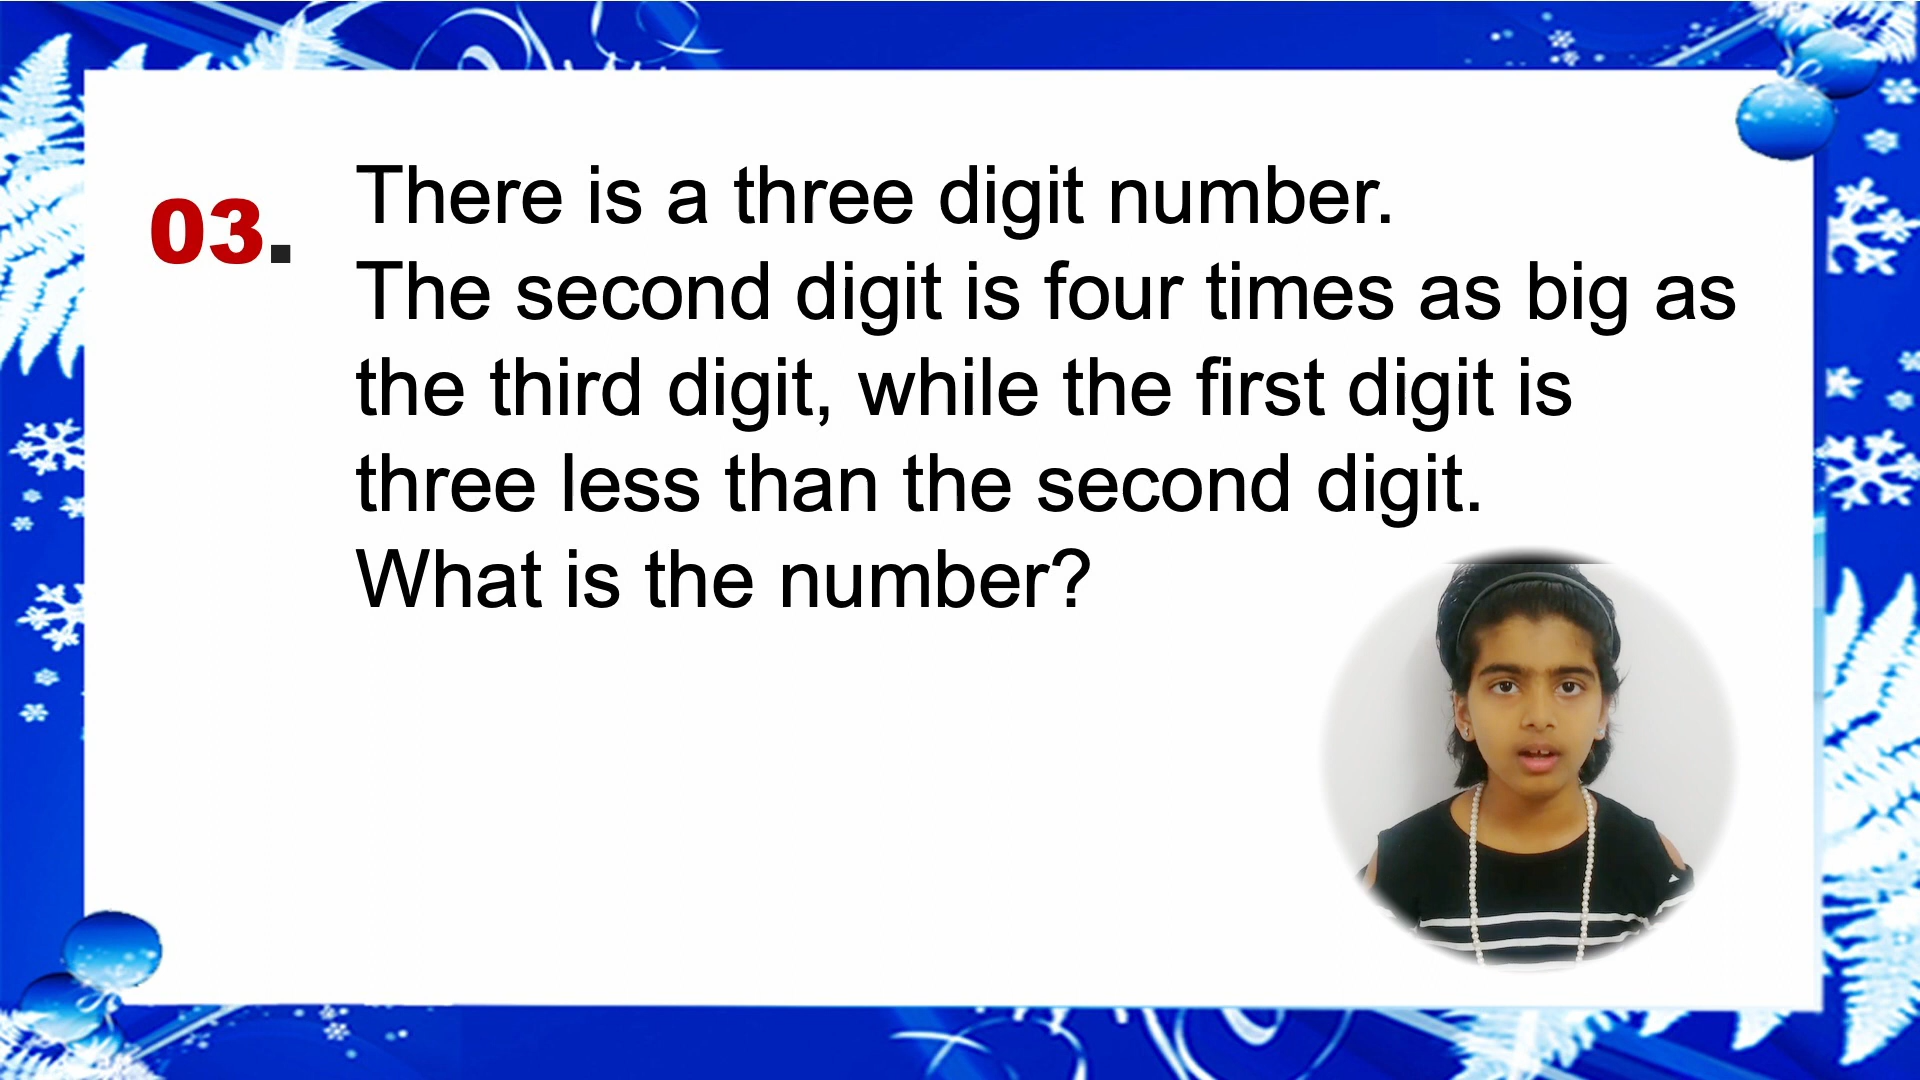 03.
There is a three digit number.
The second digit is four times as big as
the third digit, while the first digit is
three less than the second digit.
What is the number?